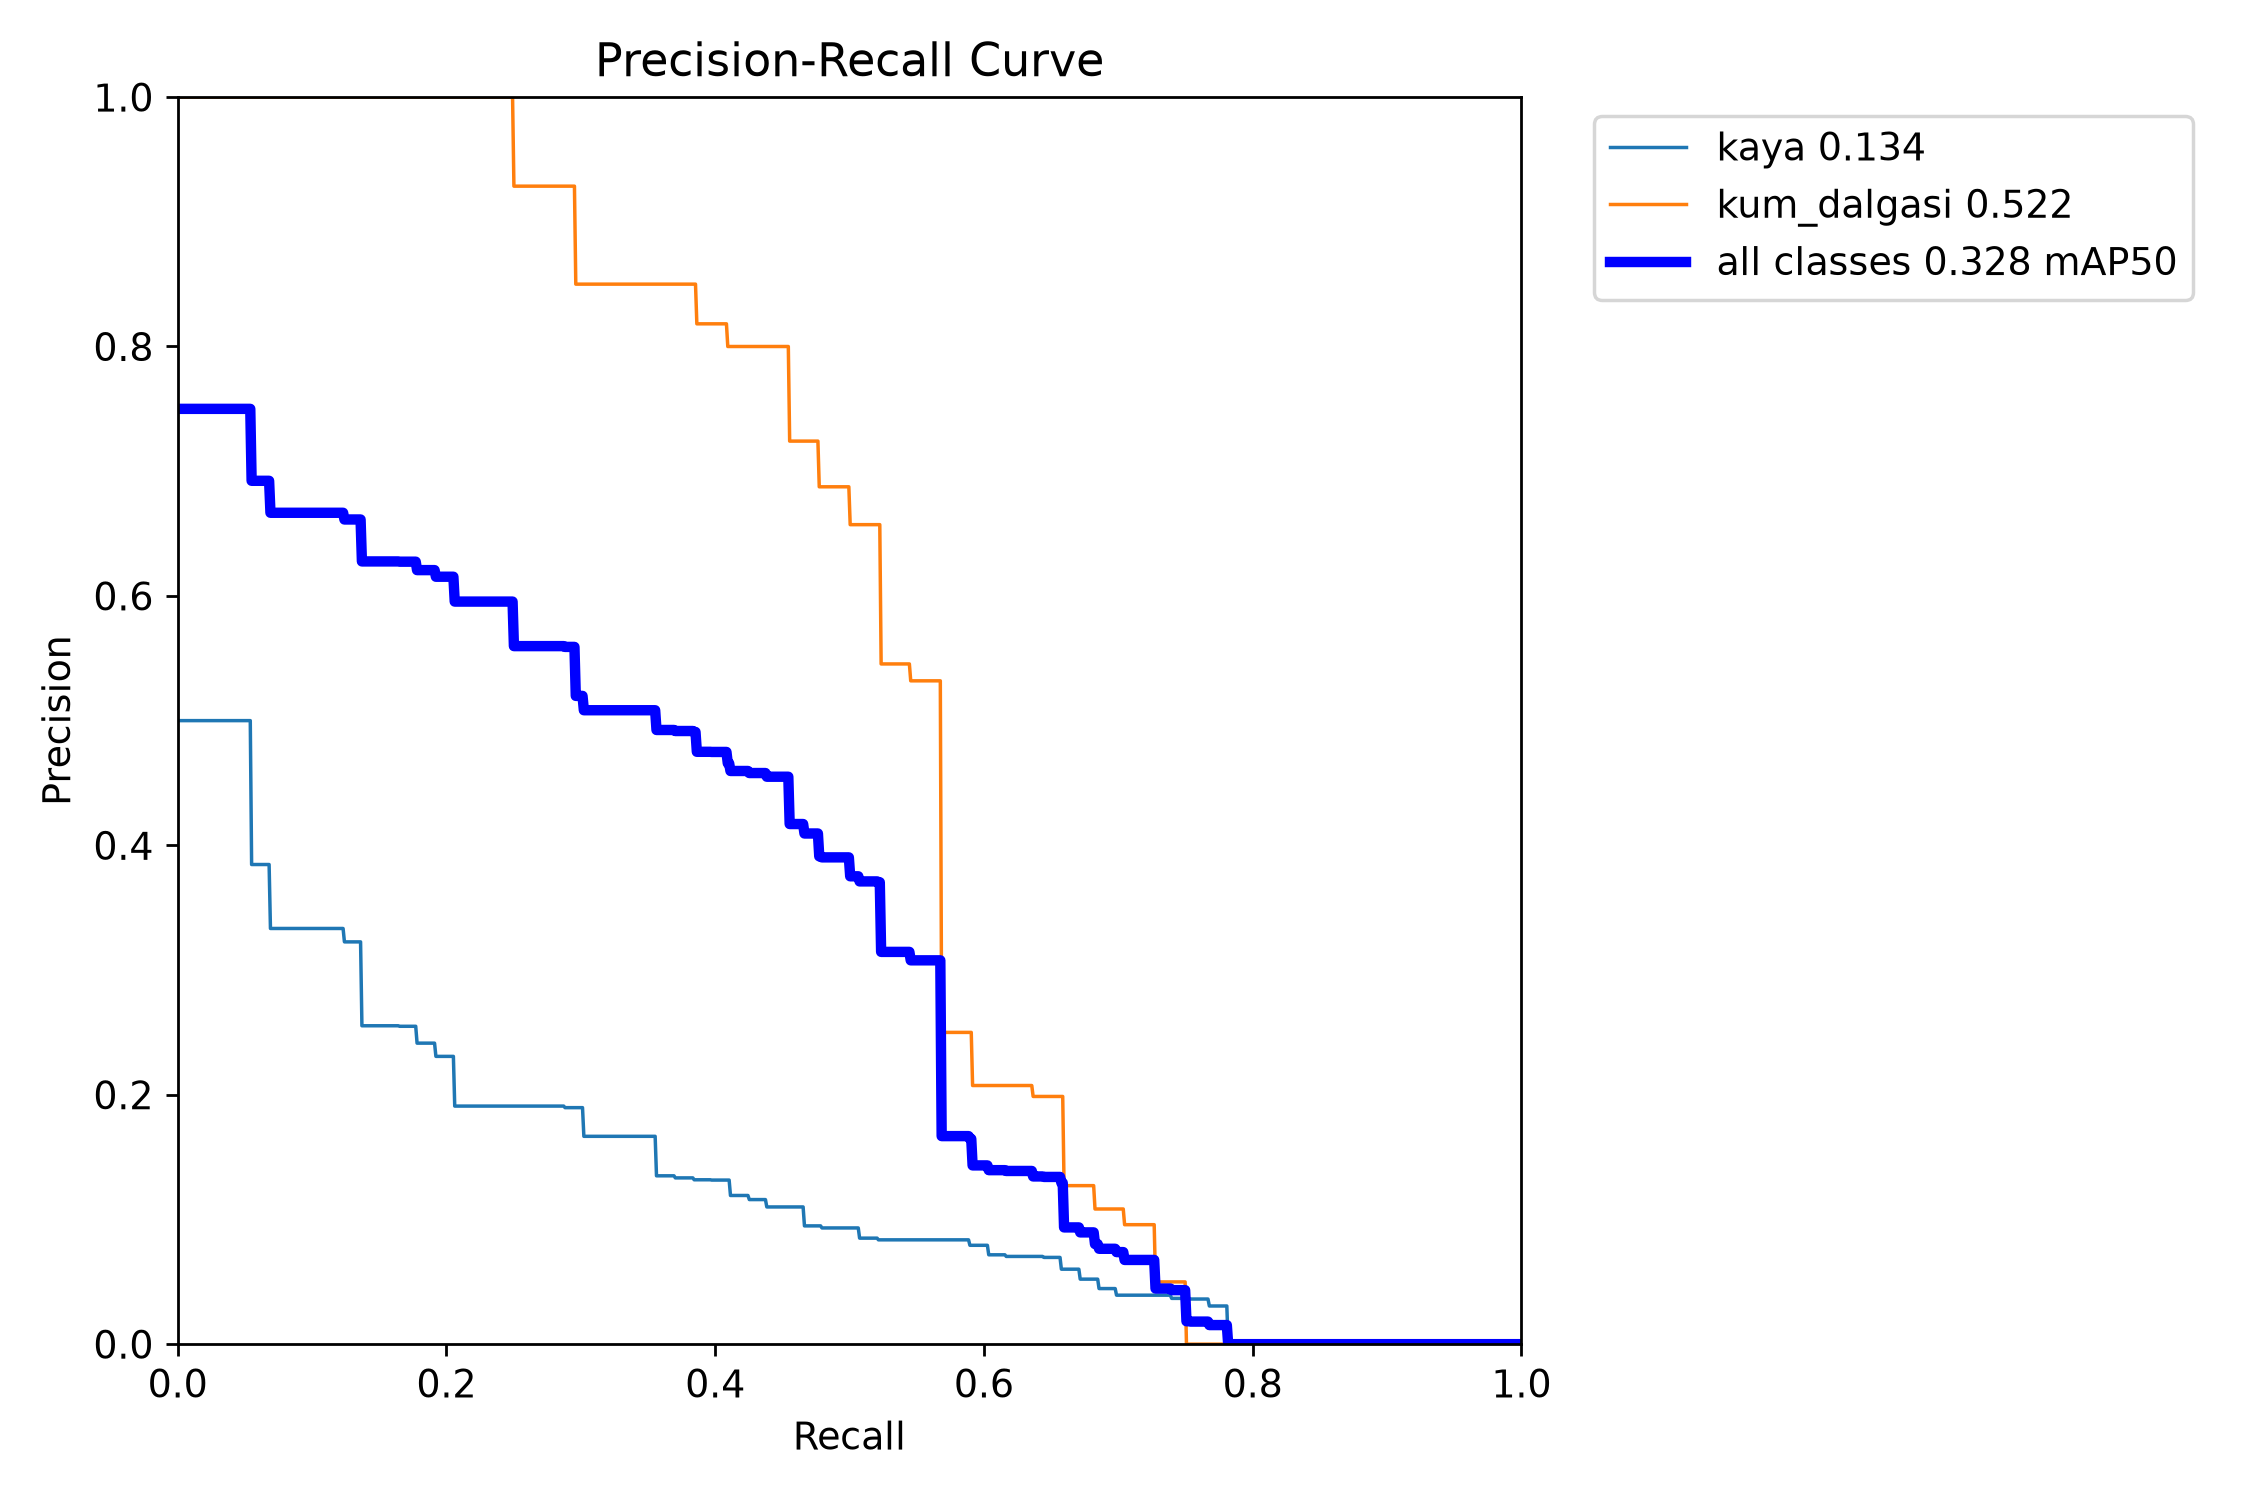 Precision-Recall Curve
1.0
0.8
0.6
0.4
0.2
0.0
Precision
0.0 0.2 0.4 0.6 0.8 1.0
Recall
kaya 0.134
kum_dalgasi 0.522
all classes 0.328 mAP50